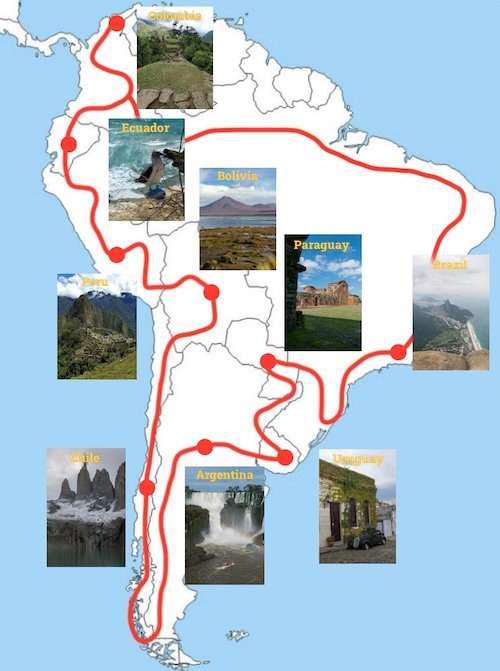 Colombia
Ecuador
Bolivia
Paraguay
Brazil
Peru
Chile
Argentina
Uruguay